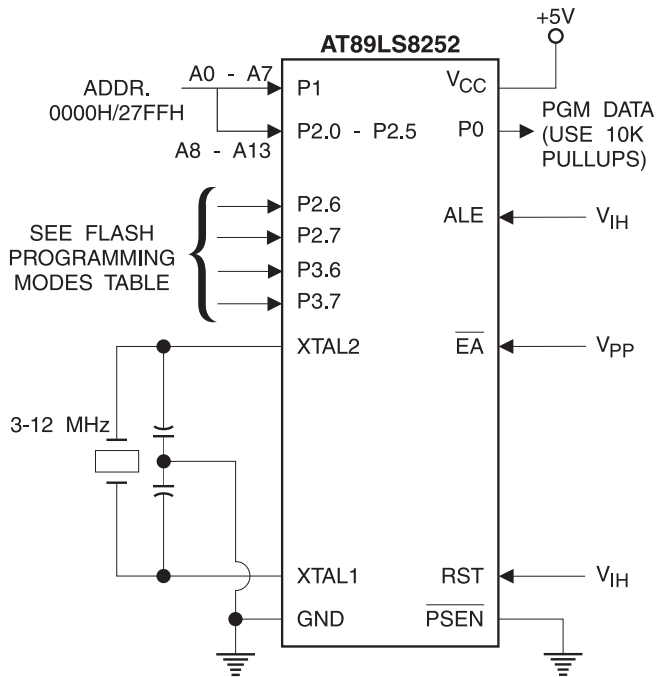 +5V
AT89LS8252
ADDR.
0000H/27FFH
A0 - A7
P1
VCC
P2.0 - P2.5
P0
PGM DATA
(USE 10K
PULLUPS)
A8 - A13
SEE FLASH
PROGRAMMING
MODES TABLE
P2.6
P2.7
P3.6
P3.7
ALE
VIH
XTAL2
EA
VPP
3-12 MHz
XTAL1
RST
VIH
GND
PSEN